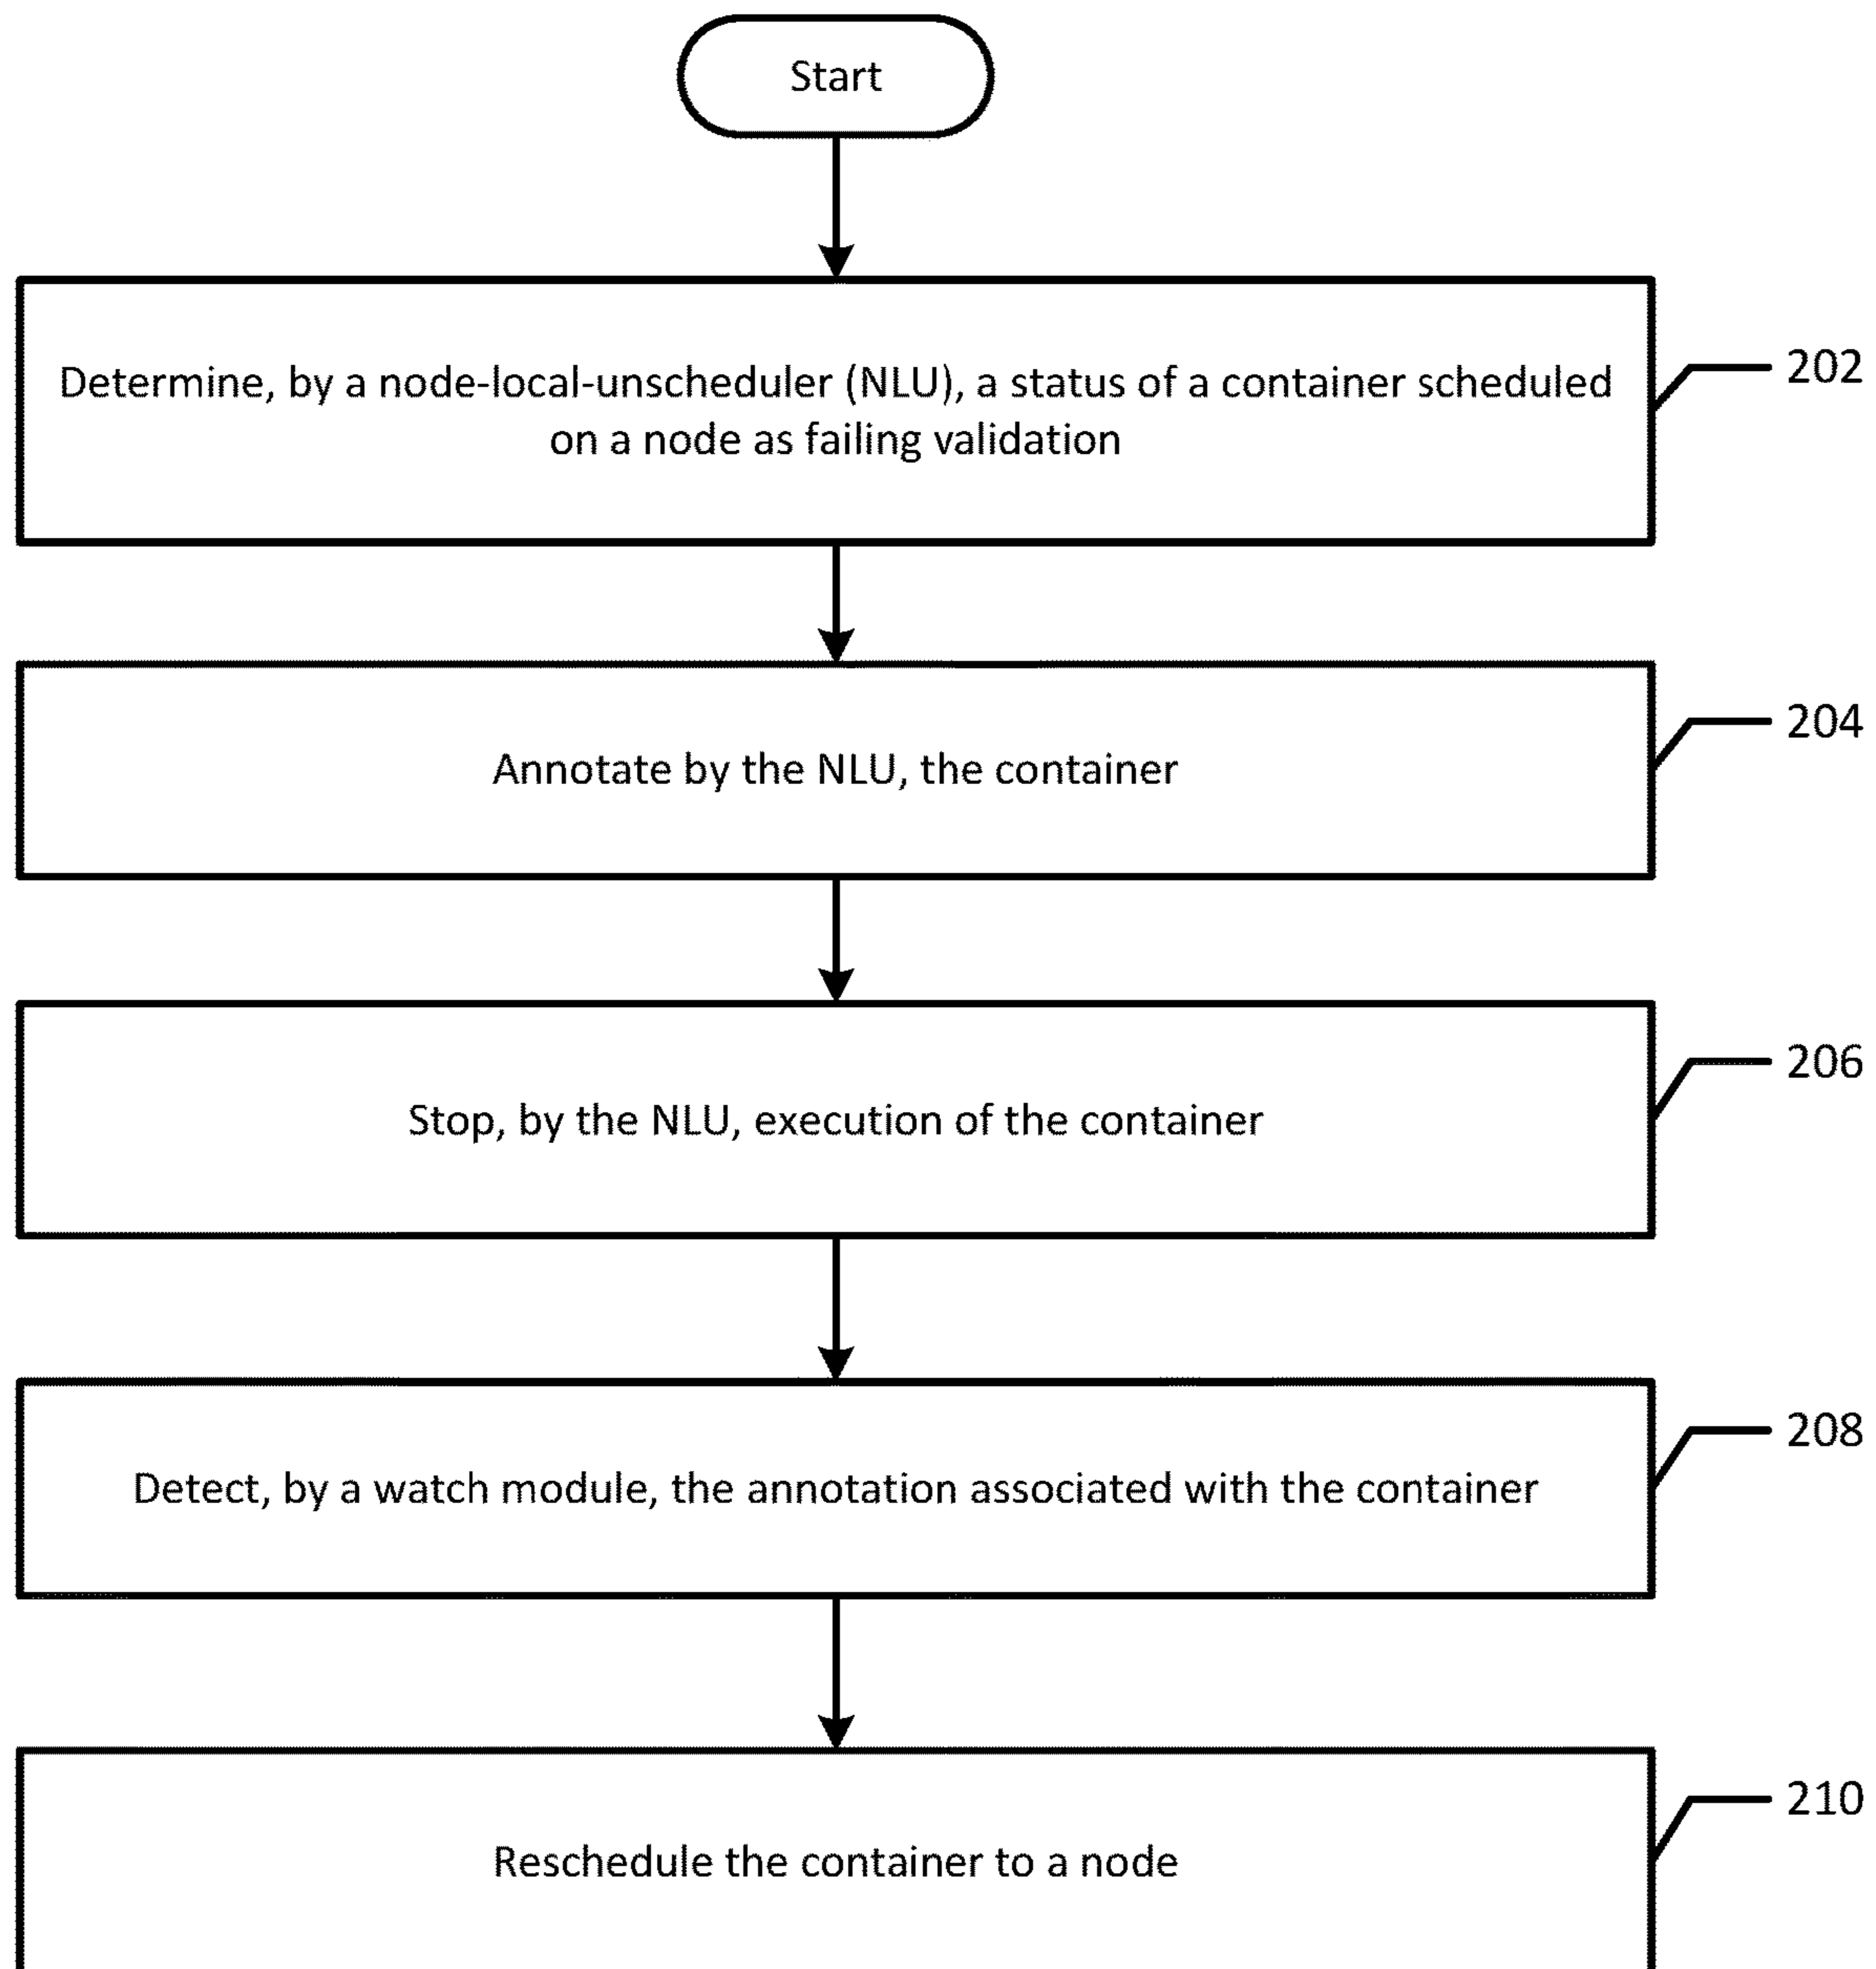 Start
Determine, by a node-local-unscheduler (NLU), a status of a container scheduled
on a node as failing validation
202
Annotate by the NLU, the container
204
Stop, by the NLU, execution of the container
206
Detect, by a watch module, the annotation associated with the container
208
Reschedule the container to a node
210